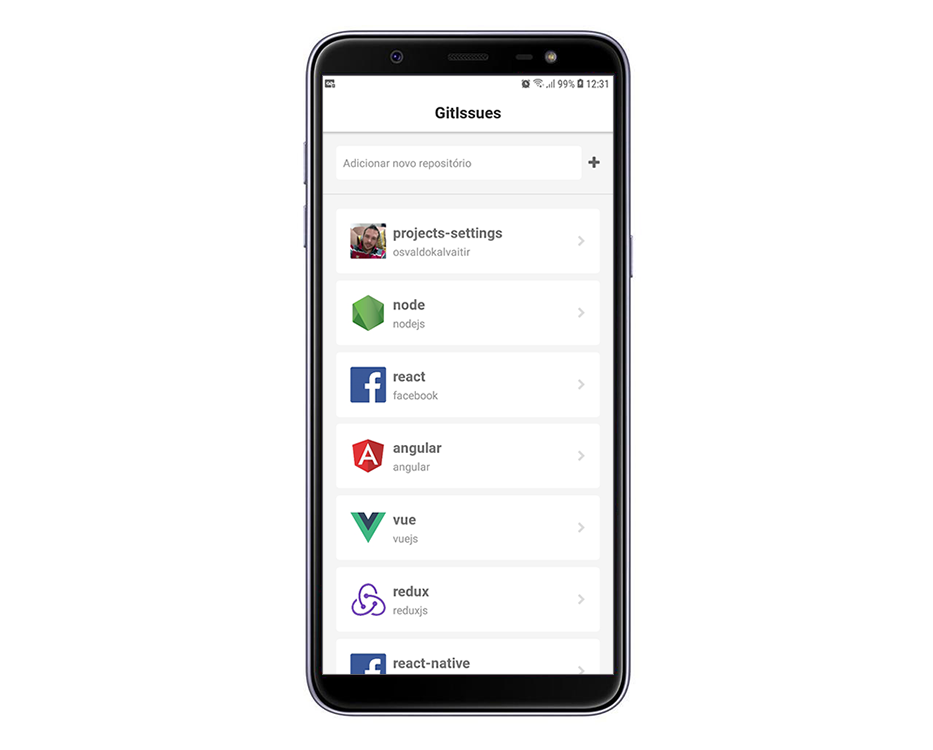 99% 12:31
GitIssues
Adicionar novo repositório
projects-settings
osvaldokalvaitir
node
nodejs
react
facebook
angular
angular
vue
vuejs
redux
reduxjs
react-native